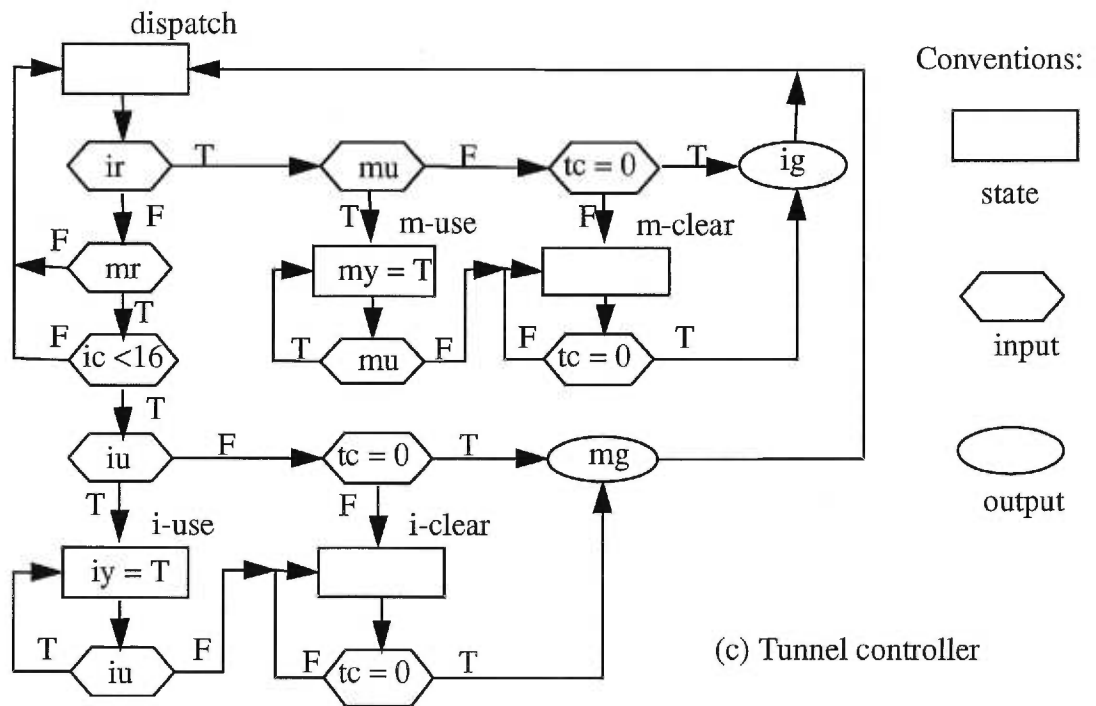 dispatch
Conventions:
ir
T
mu
F
tc = 0
T
ig
state
F
T
m-use
F
m-clear
F
mr
my = T
T
F
ic <16
T
mu
F
F
tc = 0
T
input
T
iu
F
tc = 0
T
mg
output
T
i-use
F
i-clear
iy = T
T
iu
F
F
tc = 0
T
(c) Tunnel controller